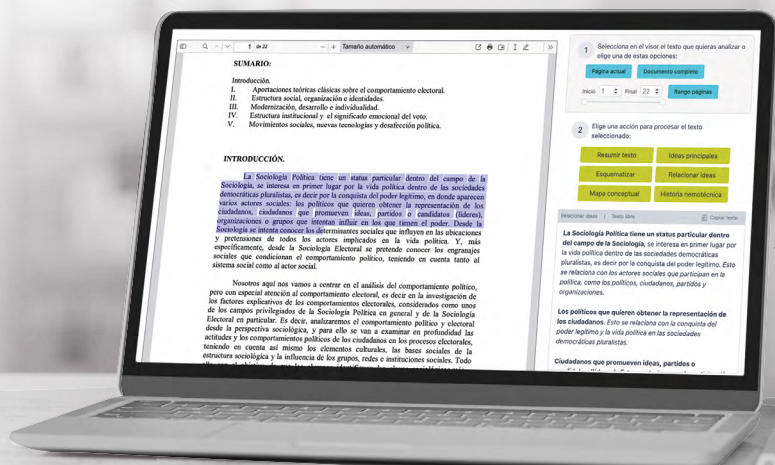 1 de 22
Tamaño automático
SUMARIO:
Introducción.
I. Aportaciones teóricas clásicas sobre el comportamiento electoral.
II. Estructura social, organización e identidades.
III. Modernización, desarrollo e individualidad.
IV. Estructura institucional y el significado emocional del voto.
V. Movimientos sociales, nuevas tecnologías y desafección política.
INTRODUCCIÓN.
La Sociología Política tiene un status particular dentro del campo de la
Sociología, se interesa en primer lugar por la vida política dentro de las sociedades
democráticas pluralistas, es decir por la conquista del poder legítimo, en donde aparecen
varios actores sociales: los políticos que quieren obtener la representación de los
ciudadanos, ciudadanos que promueven ideas, partidos o candidatos (líderes),
organizaciones o grupos que intentan influir en los que tienen el poder. Desde la
Sociología se intenta conocer los determinantes sociales que influyen en las ubicaciones
y pretensiones de todos los actores implicados en la vida política. Y, más
específicamente, desde la Sociología Electoral se pretende conocer los engranajes
sociales que condicionan el comportamiento político, teniendo en cuenta tanto al
sistema social como al actor social.
Nosotros aquí nos vamos a centrar en el análisis del comportamiento político,
pero con especial atención al comportamiento electoral, es decir en la investigación de
los factores explicativos de los comportamientos electorales, considerados como unos
de los campos privilegiados de la Sociología Política en general y de la Sociología
Electoral en particular. Es decir, analizaremos el comportamiento político y electoral
desde la perspectiva sociológica, y para ello se van a examinar en profundidad las
actitudes y los comportamientos políticos de los ciudadanos en los procesos electorales,
teniendo en cuenta así mismo los elementos culturales, las bases sociales de la
estructura sociológica y la influencia de los grupos, redes e instituciones sociales. Todo
1 Selecciona en el visor el texto que quieras analizar o
elige una de estas opciones:
Página actual Documento completo
Inicio 1 Final 22 Rango páginas
2 Elige una acción para procesar el texto
seleccionado:
Resumir texto Ideas principales
Esquematizar Relacionar ideas
Mapa conceptual Historia nemotécnica
Relacionar ideas | Texto libre Copiar texto
La Sociología Política tiene un status particular dentro
del campo de la Sociología, se interesa en primer lugar por
la vida política dentro de las sociedades democráticas
pluralistas, es decir por la conquista del poder legítimo. Esto
se relaciona con los actores sociales que participan en la
política, como los políticos, ciudadanos, partidos y
organizaciones.
Los políticos que quieren obtener la representación de
los ciudadanos. Esto se relaciona con la conquista del
poder legítimo y la vida política en las sociedades
democráticas pluralistas.
Ciudadanos que promueven ideas, partidos o